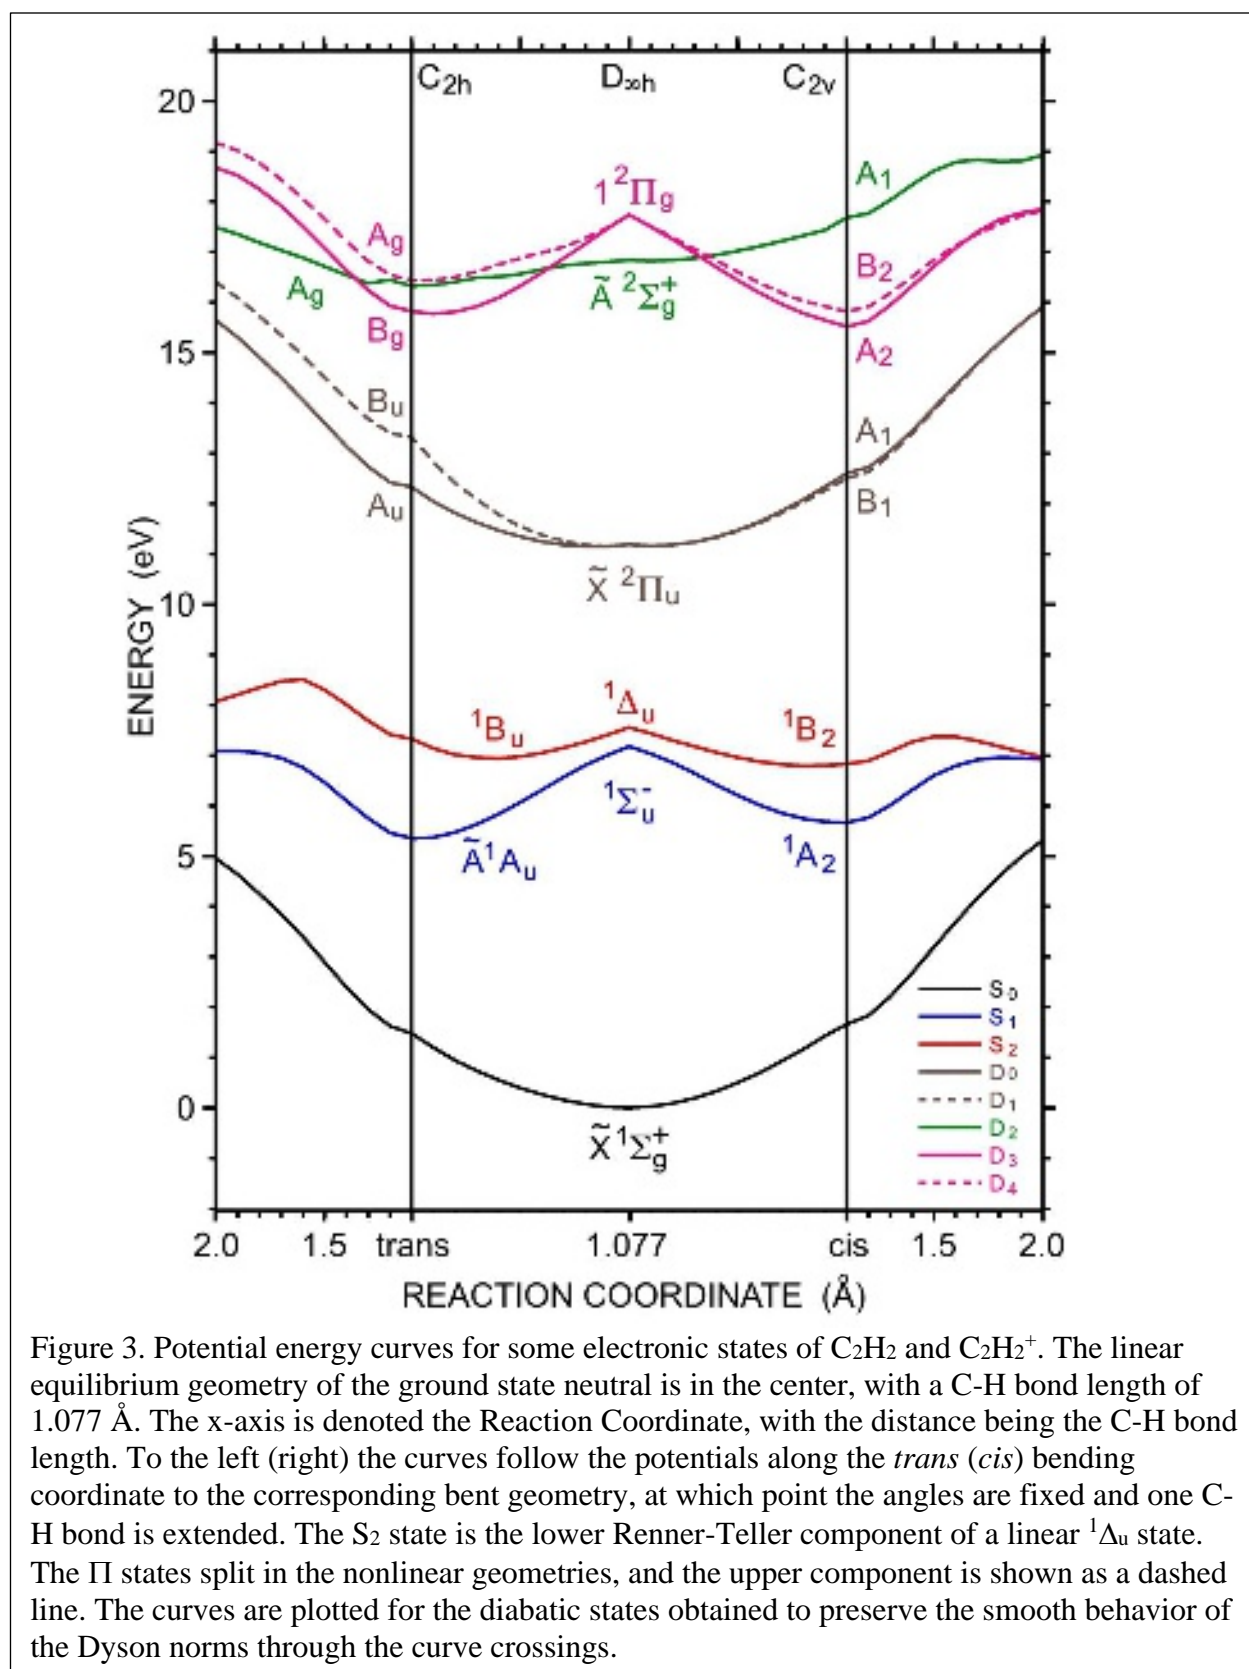 C₂ₕ D∞ₕ C₂ᵥ
20
A₁
1 ²Πg
Ag
B₂
Ag
Ã ²Σg⁺
Bg
A₂
15
Bu
A₁
Au
B₁
X̃ ²Πu
10
¹Bu ¹Δu ¹B₂
¹Σu⁻
5
Ã¹Au ¹A₂
0
X̃ ¹Σg⁺
S₀
S₁
S₂
D₀
D₁
D₂
D₃
D₄
ENERGY (eV)
2.0 1.5 trans 1.077 cis 1.5 2.0
REACTION COORDINATE (Å)
Figure 3. Potential energy curves for some electronic states of C₂H₂ and C₂H₂⁺. The linear
equilibrium geometry of the ground state neutral is in the center, with a C-H bond length of
1.077 Å. The x-axis is denoted the Reaction Coordinate, with the distance being the C-H bond
length. To the left (right) the curves follow the potentials along the trans (cis) bending
coordinate to the corresponding bent geometry, at which point the angles are fixed and one C-
H bond is extended. The S₂ state is the lower Renner-Teller component of a linear ¹Δu state.
The Π states split in the nonlinear geometries, and the upper component is shown as a dashed
line. The curves are plotted for the diabatic states obtained to preserve the smooth behavior of
the Dyson norms through the curve crossings.